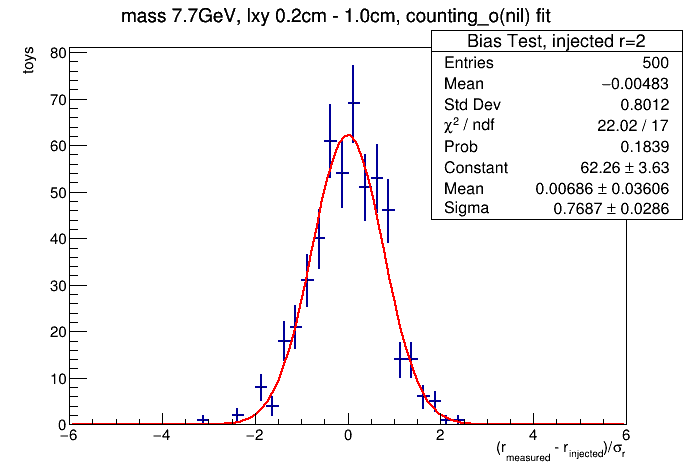 mass 7.7GeV, lxy 0.2cm - 1.0cm, counting_o(nil) fit
Bias Test, injected r=2
Entries 500
Mean −0.00483
Std Dev 0.8012
χ² / ndf 22.02 / 17
Prob 0.1839
Constant 62.26 ± 3.63
Mean 0.00686 ± 0.03606
Sigma 0.7687 ± 0.0286
toys
80
70
60
50
40
30
20
10
0
−6 −4 −2 0 2 4 6
(r_measured - r_injected)/σ_r